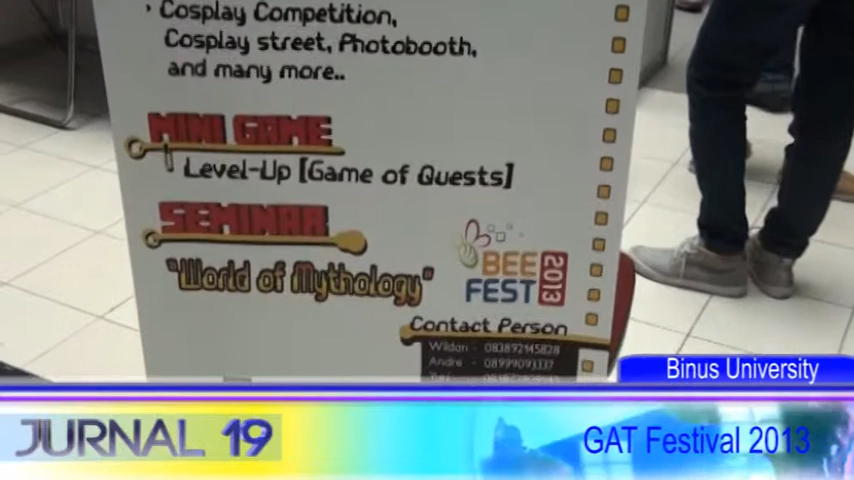 Cosplay Competition,
Cosplay street, Photobooth,
and many more..
MINI GAME
Level-Up [Game of Quests]
SEMINAR
"World of Mythology"
BEE
FEST
2013
Contact Person
Wildan - 083892145828
Andre - 08999093337
Binus University
JURNAL 19
GAT Festival 2013